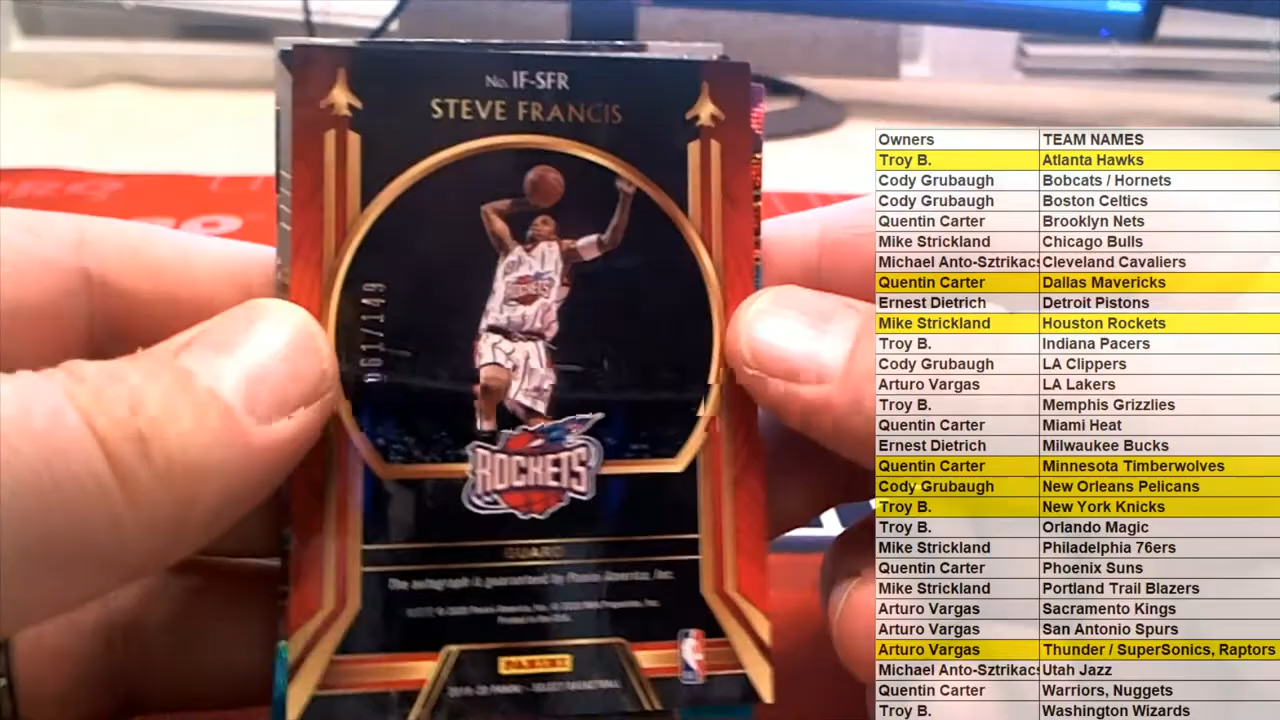 No. IF-SFR
STEVE FRANCIS
061/149
ROCKETS
ROCKETS
GUARD
The autograph is guaranteed by Panini America, Inc.
PANINI
2019-20 PANINI - SELECT BASKETBALL
Owners TEAM NAMES
Troy B. Atlanta Hawks
Cody Grubaugh Bobcats / Hornets
Cody Grubaugh Boston Celtics
Quentin Carter Brooklyn Nets
Mike Strickland Chicago Bulls
Michael Anto-Sztrikacs Cleveland Cavaliers
Quentin Carter Dallas Mavericks
Ernest Dietrich Detroit Pistons
Mike Strickland Houston Rockets
Troy B. Indiana Pacers
Cody Grubaugh LA Clippers
Arturo Vargas LA Lakers
Troy B. Memphis Grizzlies
Quentin Carter Miami Heat
Ernest Dietrich Milwaukee Bucks
Quentin Carter Minnesota Timberwolves
Cody Grubaugh New Orleans Pelicans
Troy B. New York Knicks
Troy B. Orlando Magic
Mike Strickland Philadelphia 76ers
Quentin Carter Phoenix Suns
Mike Strickland Portland Trail Blazers
Arturo Vargas Sacramento Kings
Arturo Vargas San Antonio Spurs
Arturo Vargas Thunder / SuperSonics, Raptors
Michael Anto-Sztrikacs Utah Jazz
Quentin Carter Warriors, Nuggets
Troy B. Washington Wizards